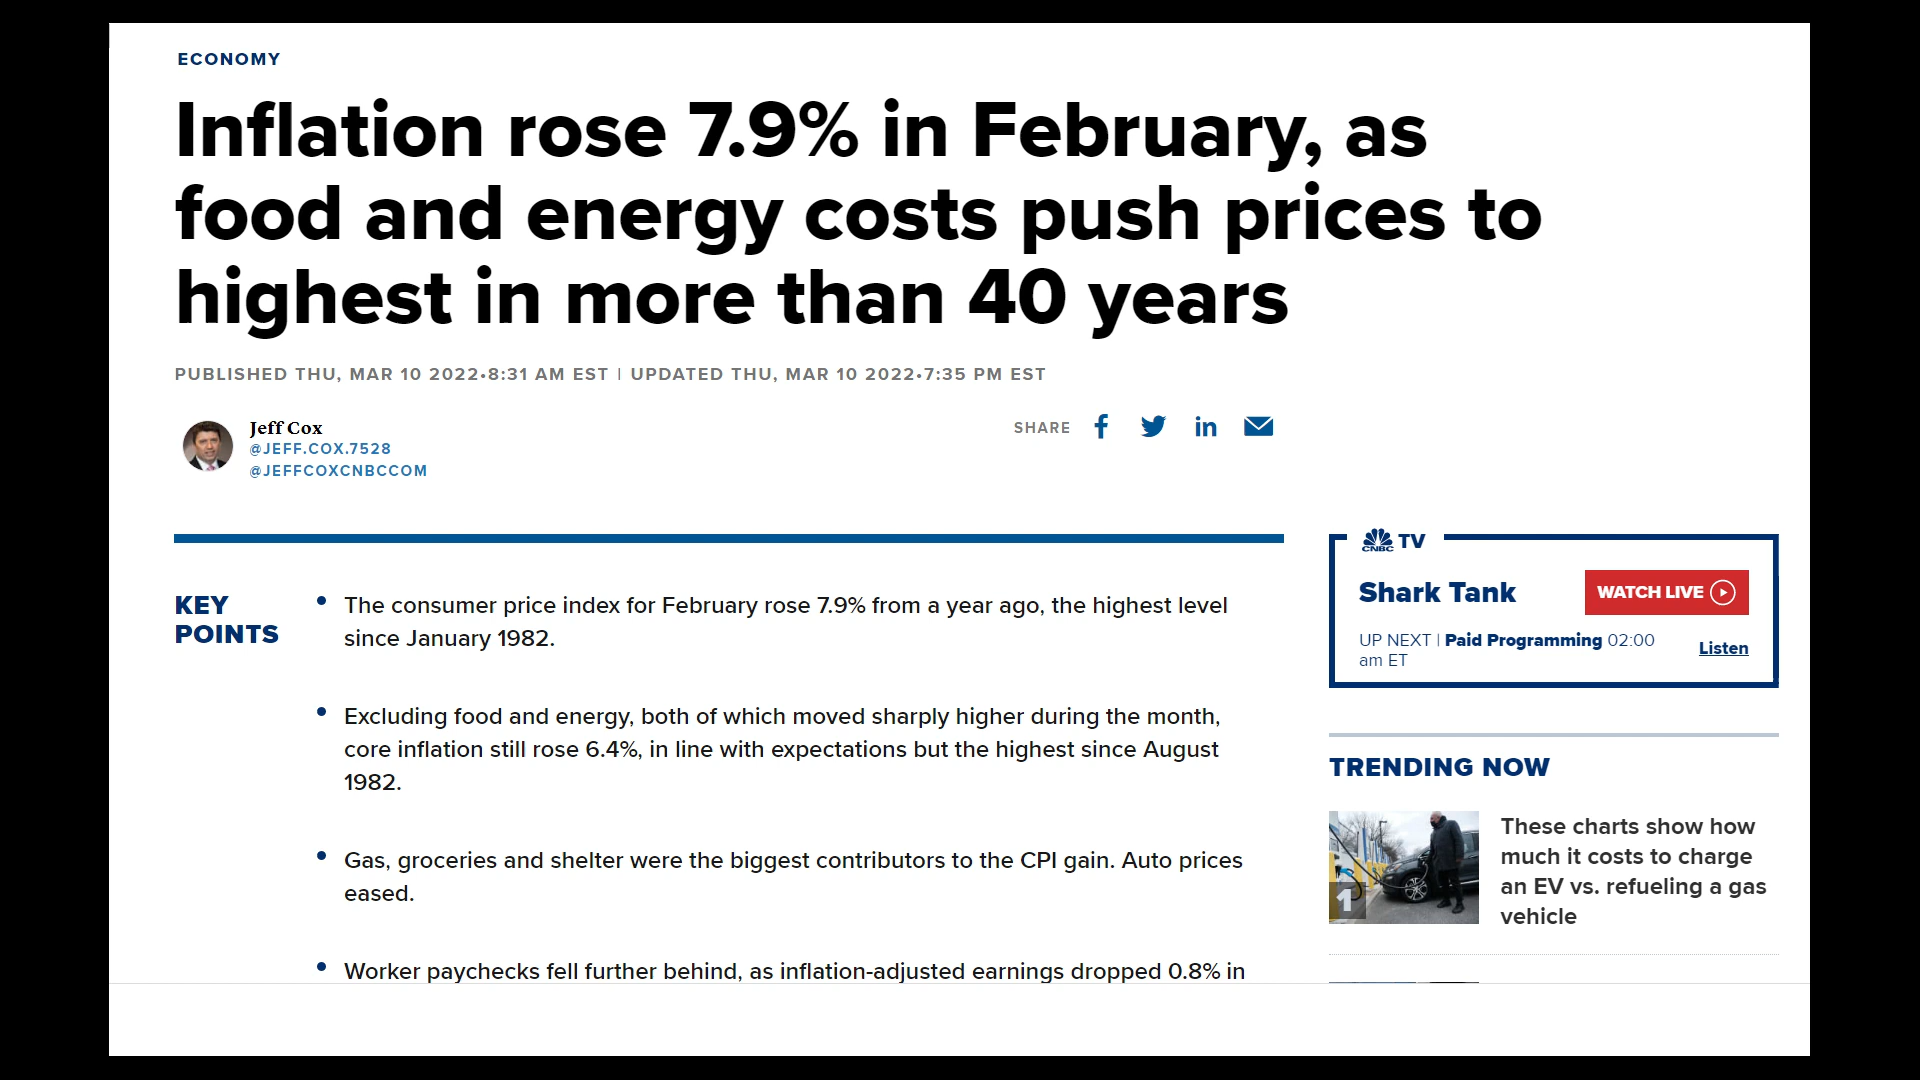 ECONOMY
Inflation rose 7.9% in February, as
food and energy costs push prices to
highest in more than 40 years
PUBLISHED THU, MAR 10 2022•8:31 AM EST | UPDATED THU, MAR 10 2022•7:35 PM EST
Jeff Cox
@JEFF.COX.7528
@JEFFCOXCNBCCOM
SHARE
KEY
POINTS
The consumer price index for February rose 7.9% from a year ago, the highest level
since January 1982.
Excluding food and energy, both of which moved sharply higher during the month,
core inflation still rose 6.4%, in line with expectations but the highest since August
1982.
Gas, groceries and shelter were the biggest contributors to the CPI gain. Auto prices
eased.
Worker paychecks fell further behind, as inflation-adjusted earnings dropped 0.8% in
CNBC TV
Shark Tank
WATCH LIVE
UP NEXT | Paid Programming 02:00
am ET
Listen
TRENDING NOW
1
These charts show how
much it costs to charge
an EV vs. refueling a gas
vehicle